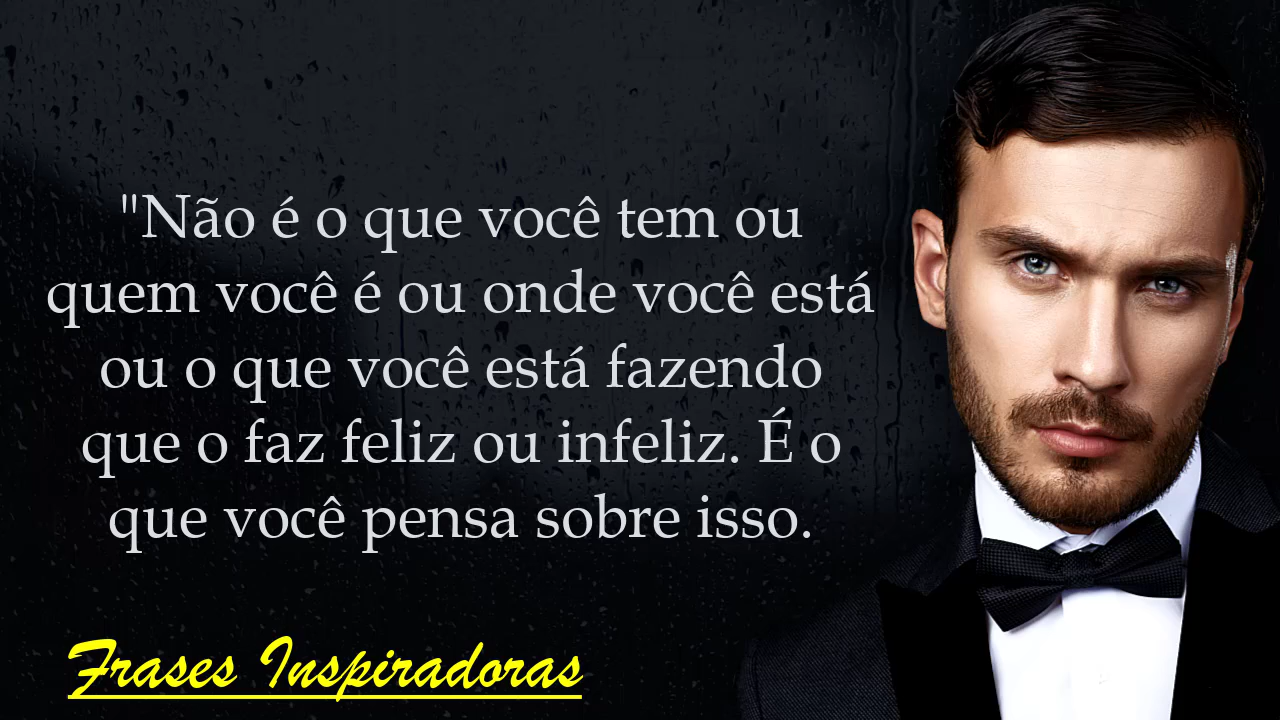 "Não é o que você tem ou
quem você é ou onde você está
ou o que você está fazendo
que o faz feliz ou infeliz. É o
que você pensa sobre isso.
Frases Inspiradoras